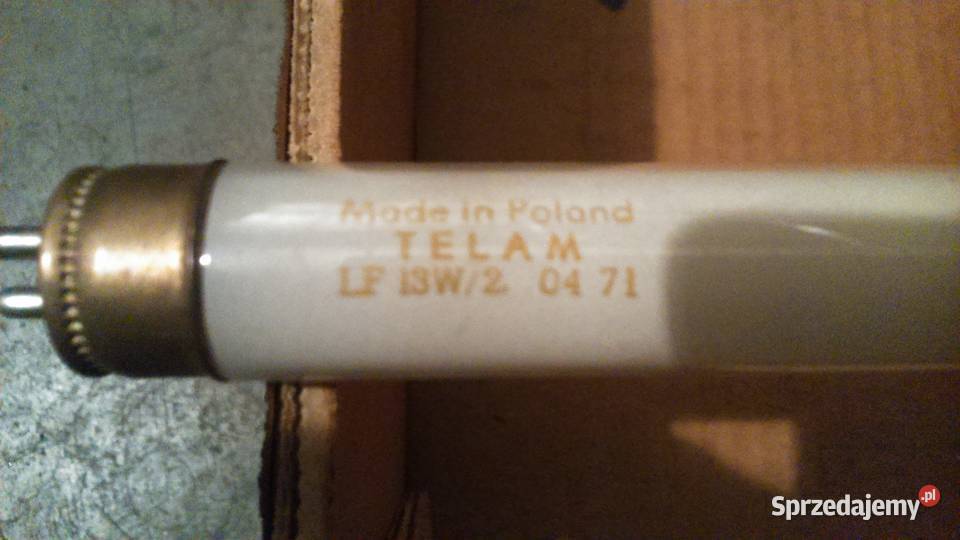 Made in Poland
TELAM
LF 13W/2 04 71
Sprzedajemy.pl